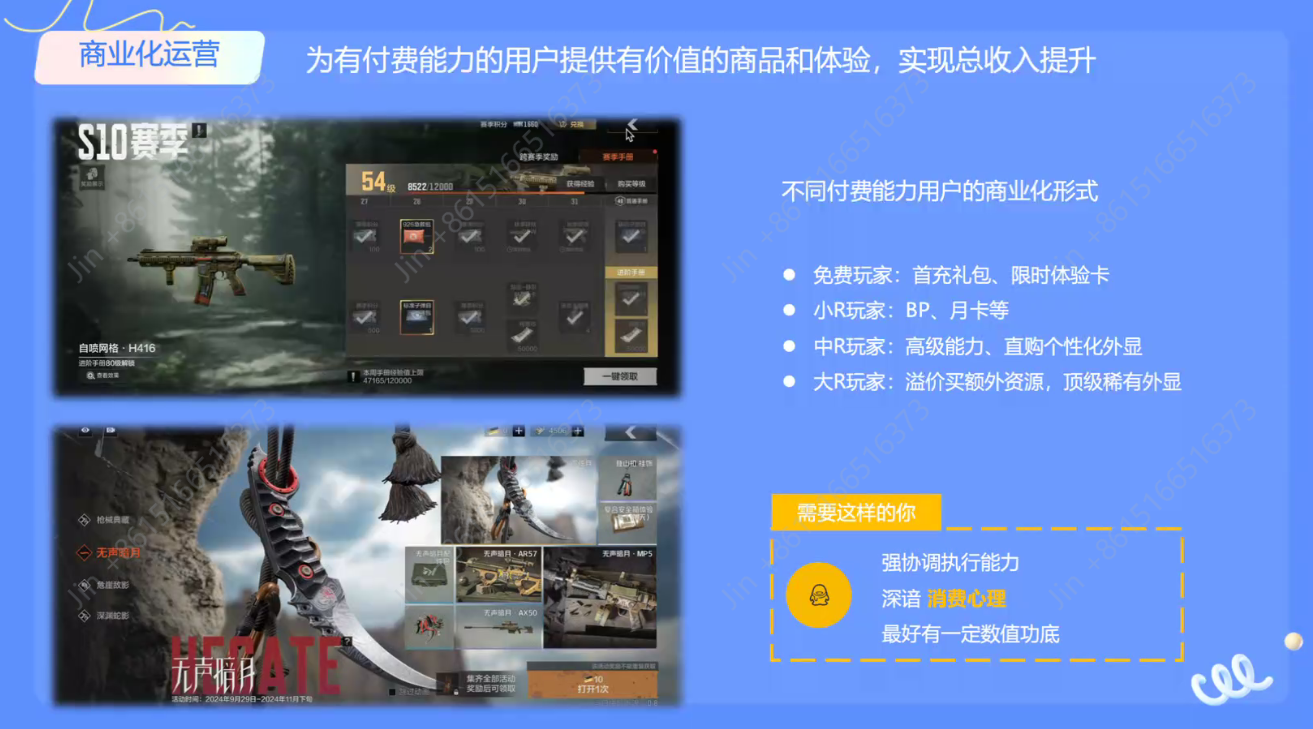 商业化运营
为有付费能力的用户提供有价值的商品和体验，实现总收入提升
S10赛季
赛季积分
兑换
跨赛季奖励
赛季手册
54级 8522/12000
获得经验
购买等级
27 28 29 30 31
进阶手册
自喷网格·H416
进阶手册80级解锁
查看效果
本周手册经验值上限
47165/120000
一键领取
不同付费能力用户的商业化形式
● 免费玩家：首充礼包、限时体验卡
● 小R玩家：BP、月卡等
● 中R玩家：高级能力、直购个性化外显
● 大R玩家：溢价买额外资源，顶级稀有外显
枪械典藏
无声暗月
深渊蛇影
无声暗月·AR57
无声暗月·MP5
无声暗月·AX50
HECATE
无声暗月
活动时间：2024年9月29日~2024年11月下旬
集齐全部活动
奖励后可领取
10
打开1次
需要这样的你
强协调执行能力
深谙 消费心理
最好有一定数值功底
Jin +8615166516373